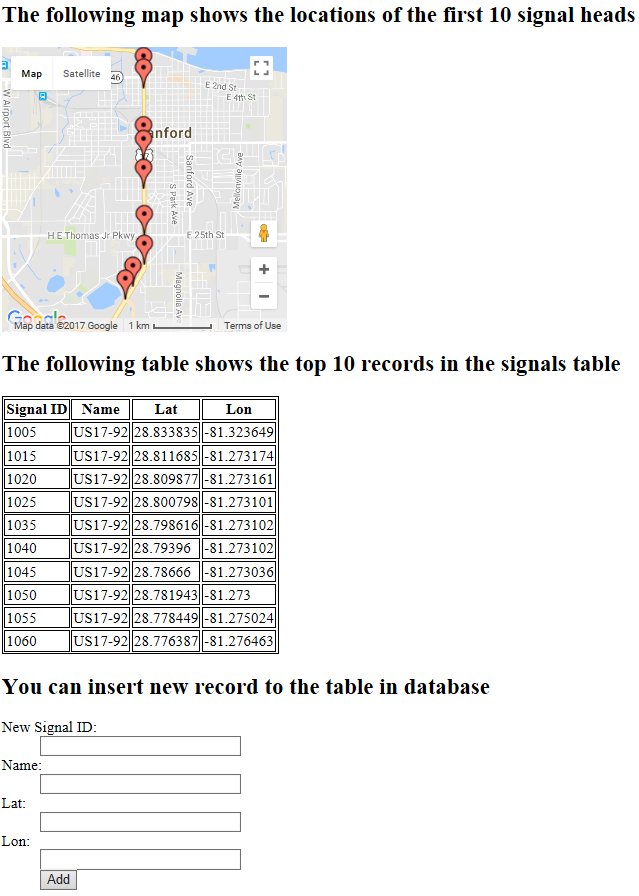 The following map shows the locations of the first 10 signal heads
Map Satellite
46
E 2nd St
E 4th St
W Airport Blvd
anford
Sanford Ave
S Park Ave
Mellonville Ave
H E Thomas Jr Pkwy
E 25th St
Magnolia Av
+
−
Google
Map data ©2017 Google 1 km Terms of Use
The following table shows the top 10 records in the signals table
Signal ID Name Lat Lon
1005 US17-92 28.833835 -81.323649
1015 US17-92 28.811685 -81.273174
1020 US17-92 28.809877 -81.273161
1025 US17-92 28.800798 -81.273101
1035 US17-92 28.798616 -81.273102
1040 US17-92 28.79396 -81.273102
1045 US17-92 28.78666 -81.273036
1050 US17-92 28.781943 -81.273
1055 US17-92 28.778449 -81.275024
1060 US17-92 28.776387 -81.276463
You can insert new record to the table in database
New Signal ID:
Name:
Lat:
Lon:
Add